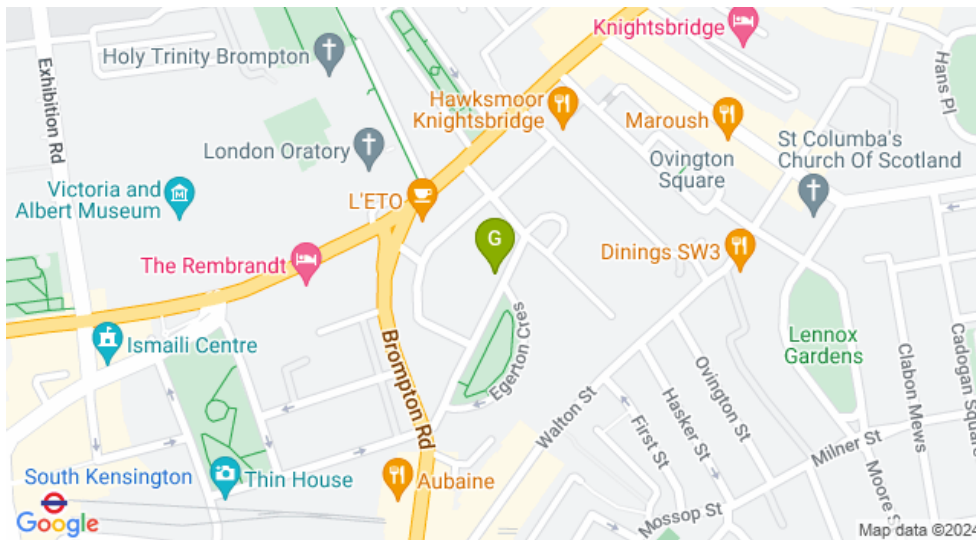 Knightsbridge
Holy Trinity Brompton
Exhibition Rd
Hans Pl
Hawksmoor
Knightsbridge
Maroush
St Columba's
Church Of Scotland
London Oratory
Ovington
Square
Victoria and
Albert Museum
L'ETO
G
The Rembrandt
Dinings SW3
Ismaili Centre
Brompton Rd
Egerton Cres
Lennox
Gardens
Clabon Mews
Cadogan Square
Walton St
Hasker St
Ovington St
First St
Milner St
Moore St
South Kensington
Thin House
Aubaine
Mossop St
Google
Map data ©2024